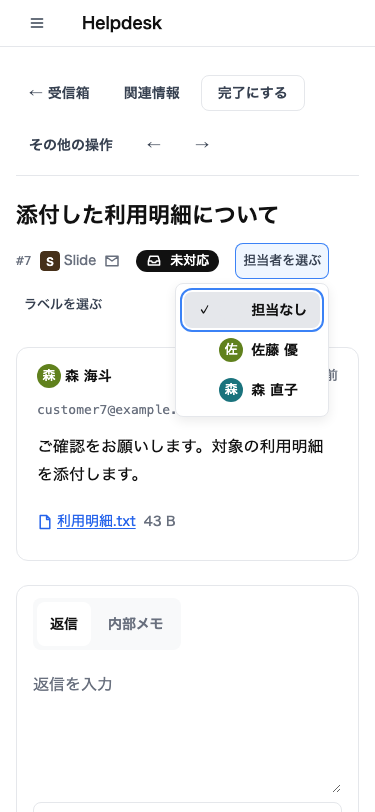 Helpdesk
← 受信箱
関連情報
完了にする
その他の操作
←
→
添付した利用明細について
#7
S
Slide
未対応
担当者を選ぶ
ラベルを選ぶ
✓ 担当なし
佐 佐藤 優
森 森 直子
森 森 海斗
前
customer7@example.
ご確認をお願いします。対象の利用明細
を添付します。
利用明細.txt 43 B
返信
内部メモ
返信を入力